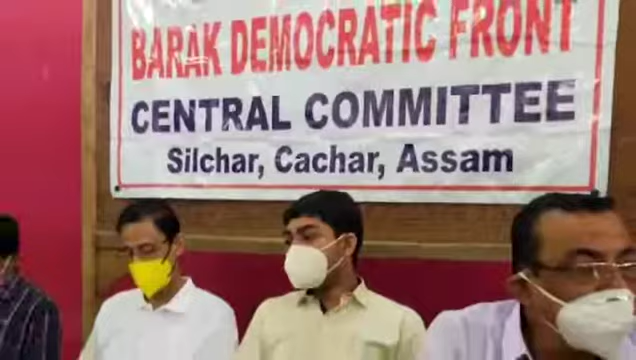 BARAK DEMOCRATIC FRONT
CENTRAL COMMITTEE
Silchar, Cachar, Assam